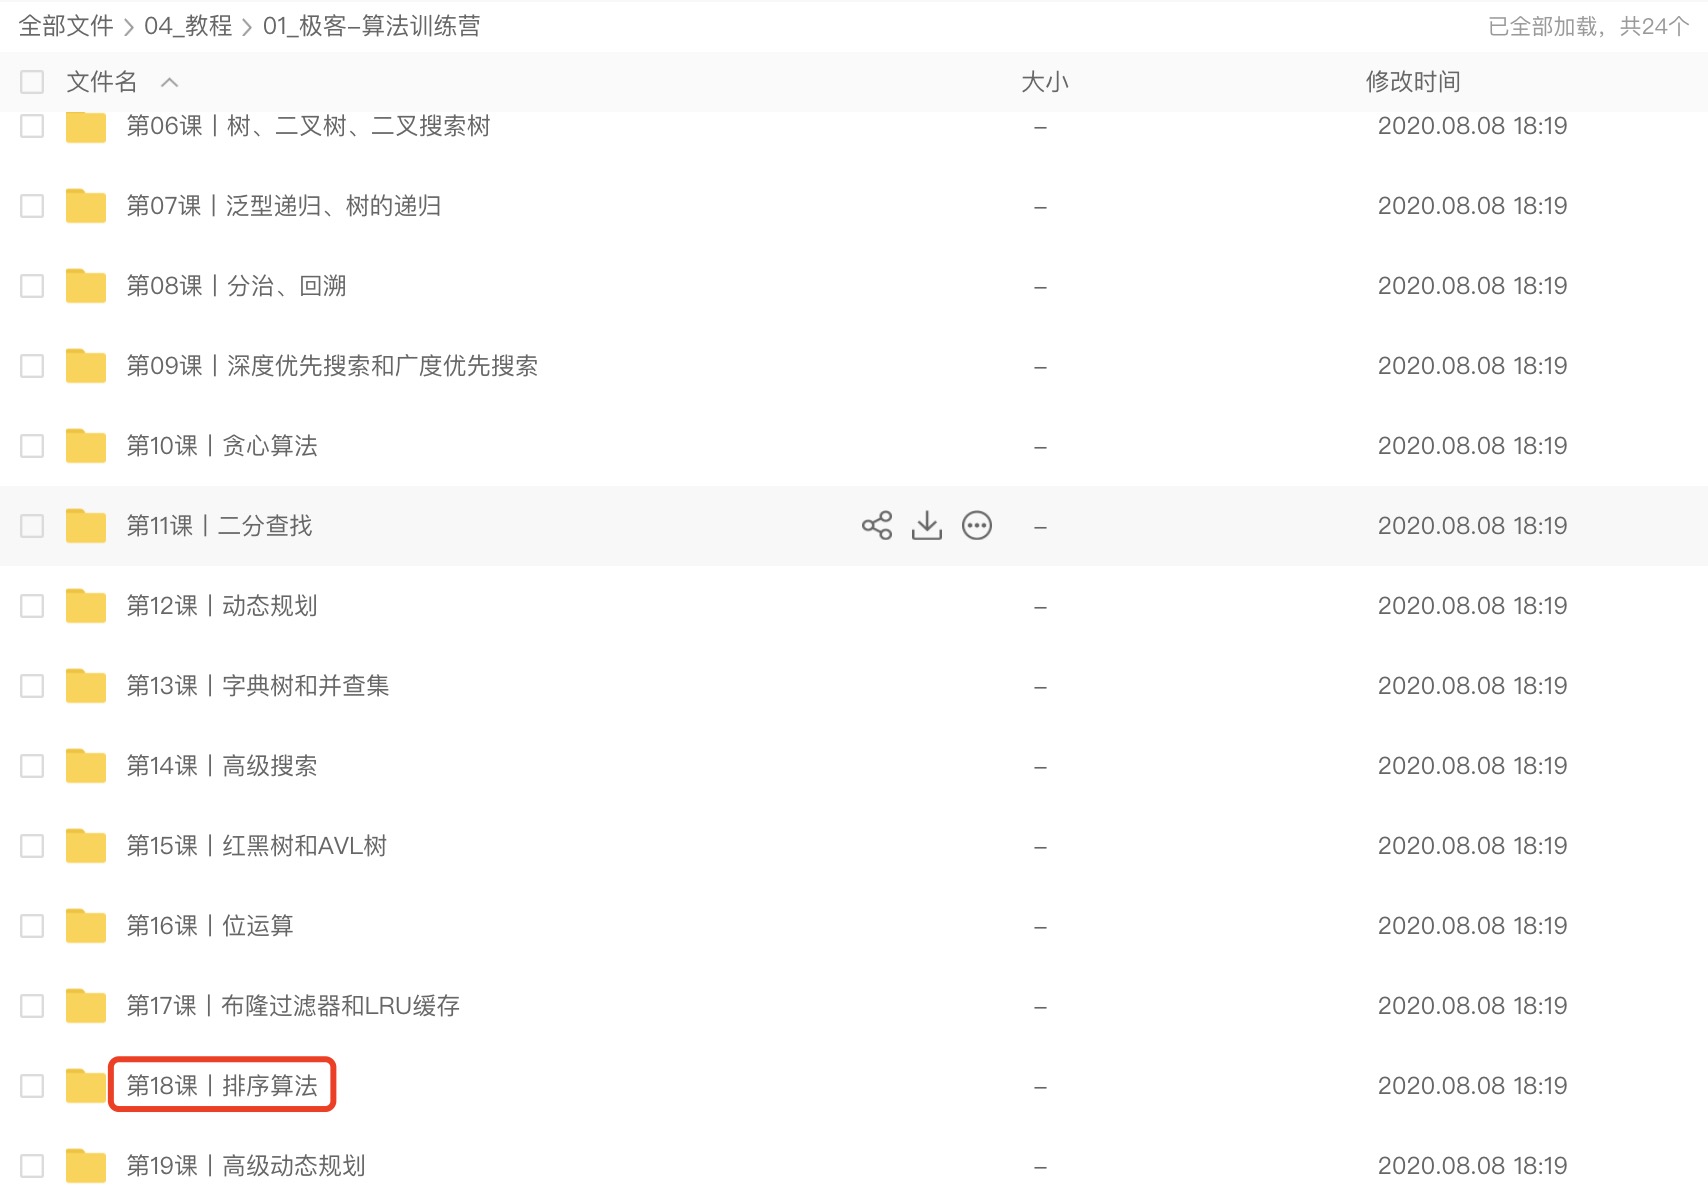 全部文件 > 04_教程 > 01_极客-算法训练营 已全部加载，共24个
文件名 大小 修改时间
第06课丨树、二叉树、二叉搜索树 – 2020.08.08 18:19
第07课丨泛型递归、树的递归 – 2020.08.08 18:19
第08课丨分治、回溯 – 2020.08.08 18:19
第09课丨深度优先搜索和广度优先搜索 – 2020.08.08 18:19
第10课丨贪心算法 – 2020.08.08 18:19
第11课丨二分查找 – 2020.08.08 18:19
第12课丨动态规划 – 2020.08.08 18:19
第13课丨字典树和并查集 – 2020.08.08 18:19
第14课丨高级搜索 – 2020.08.08 18:19
第15课丨红黑树和AVL树 – 2020.08.08 18:19
第16课丨位运算 – 2020.08.08 18:19
第17课丨布隆过滤器和LRU缓存 – 2020.08.08 18:19
第18课丨排序算法 – 2020.08.08 18:19
第19课丨高级动态规划 – 2020.08.08 18:19